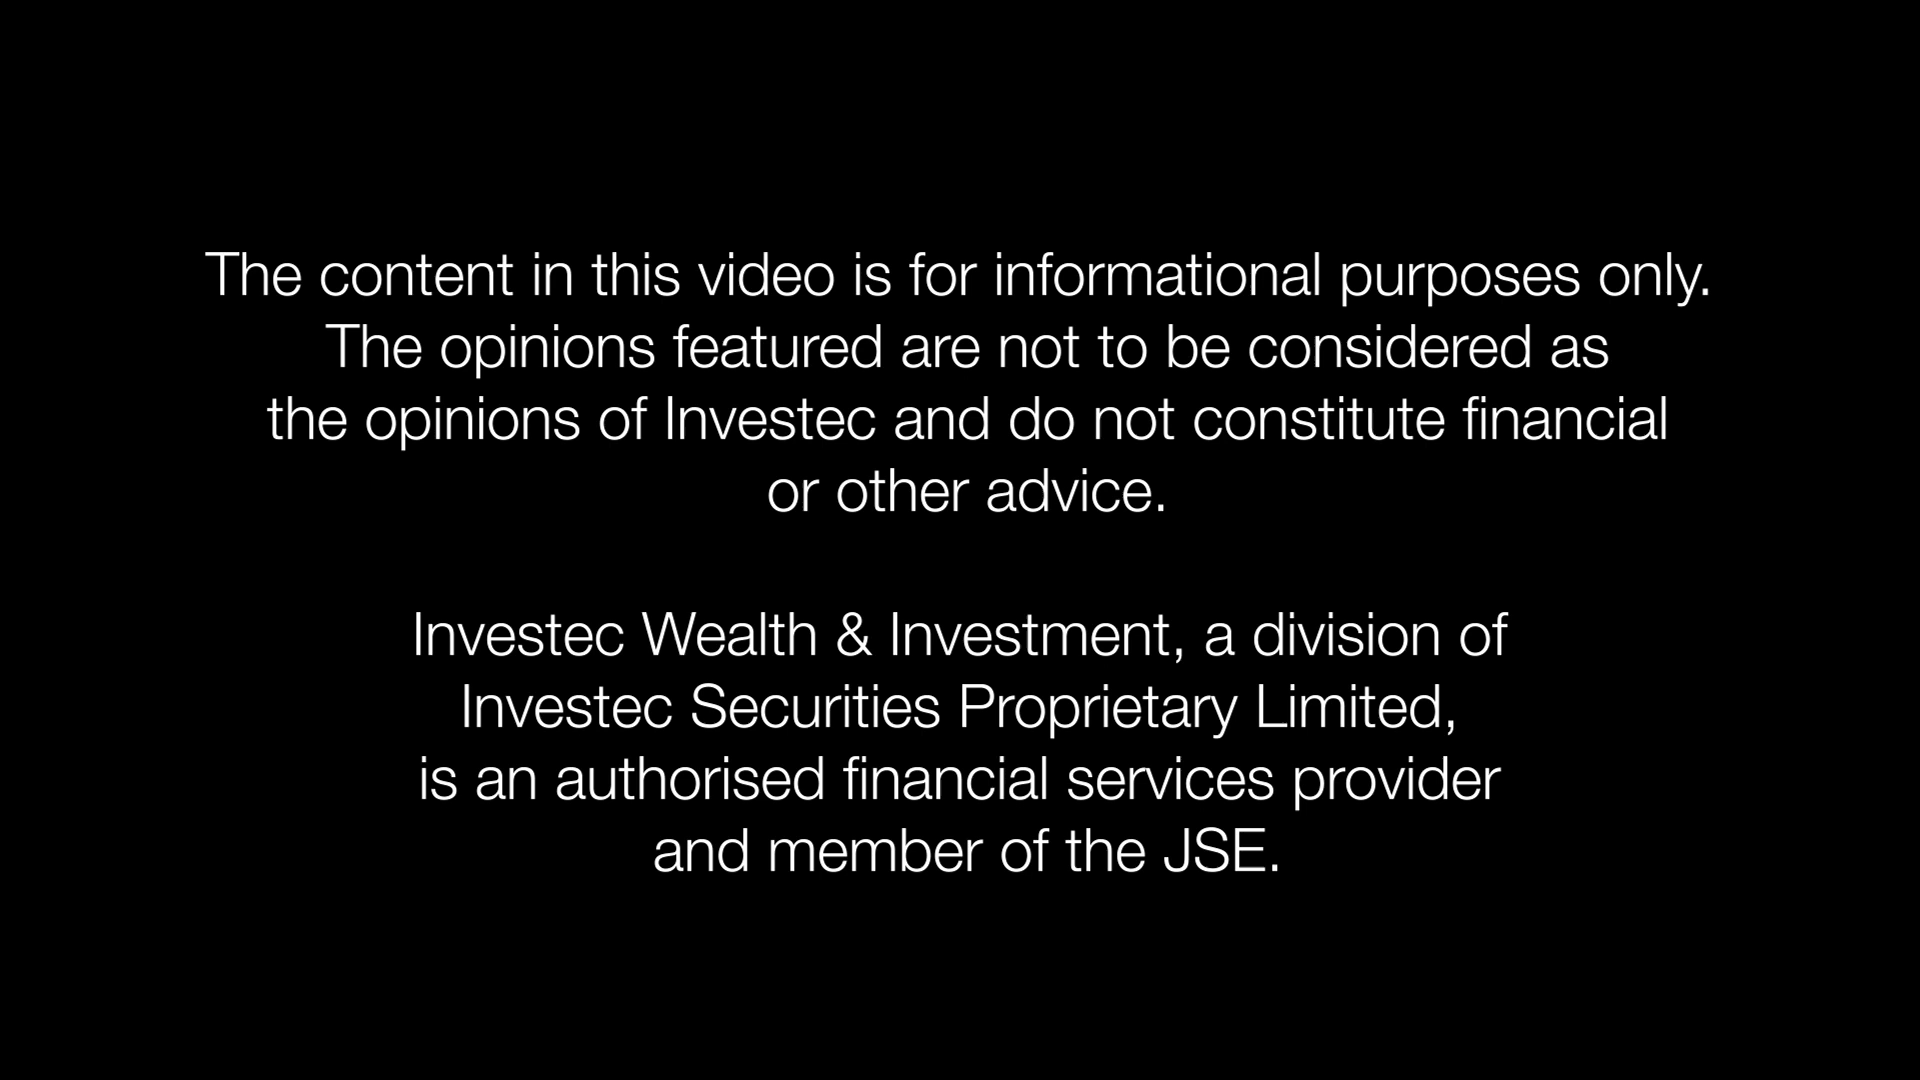 The content in this video is for informational purposes only.
The opinions featured are not to be considered as
the opinions of Investec and do not constitute financial
or other advice.
Investec Wealth & Investment, a division of
Investec Securities Proprietary Limited,
is an authorised financial services provider
and member of the JSE.